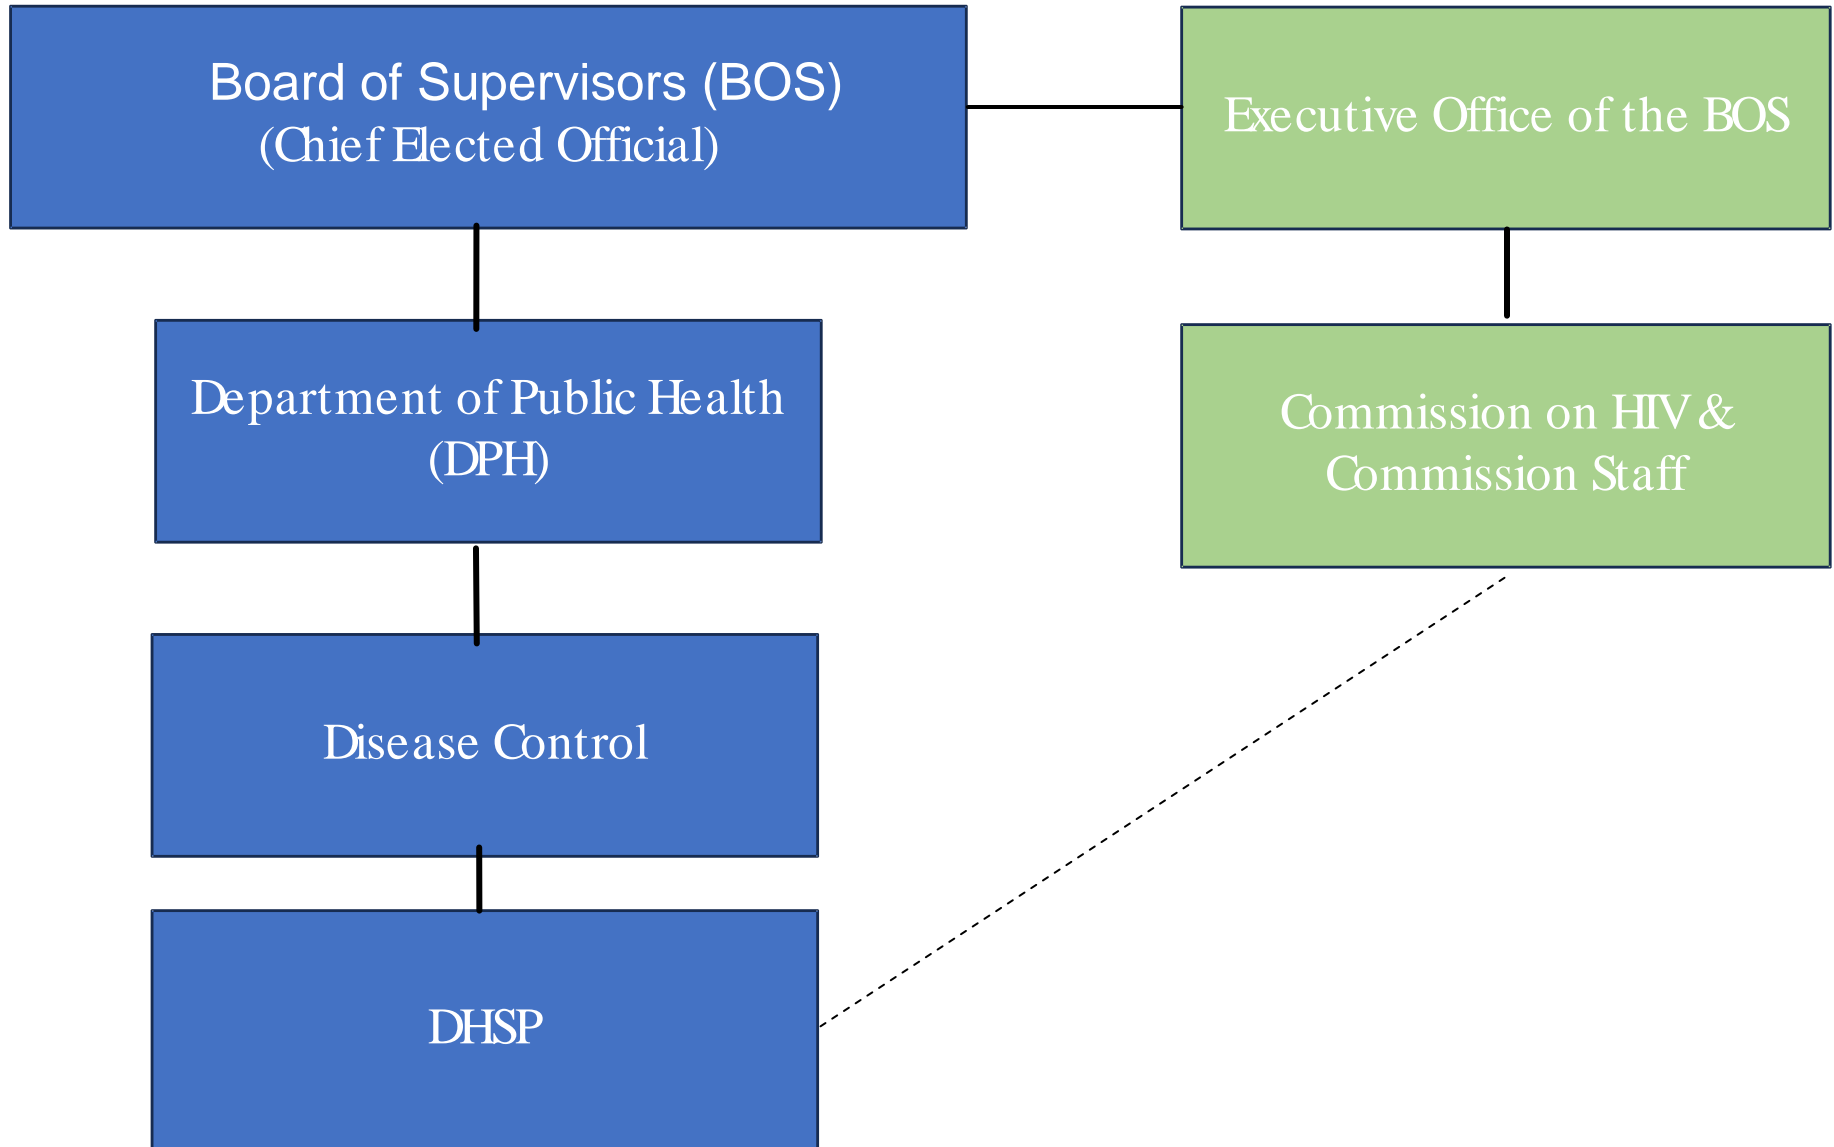 Board of Supervisors (BOS)
(Chief Elected Official)
Executive Office of the BOS
Department of Public Health
(DPH)
Commission on HIV &
Commission Staff
Disease Control
DHSP